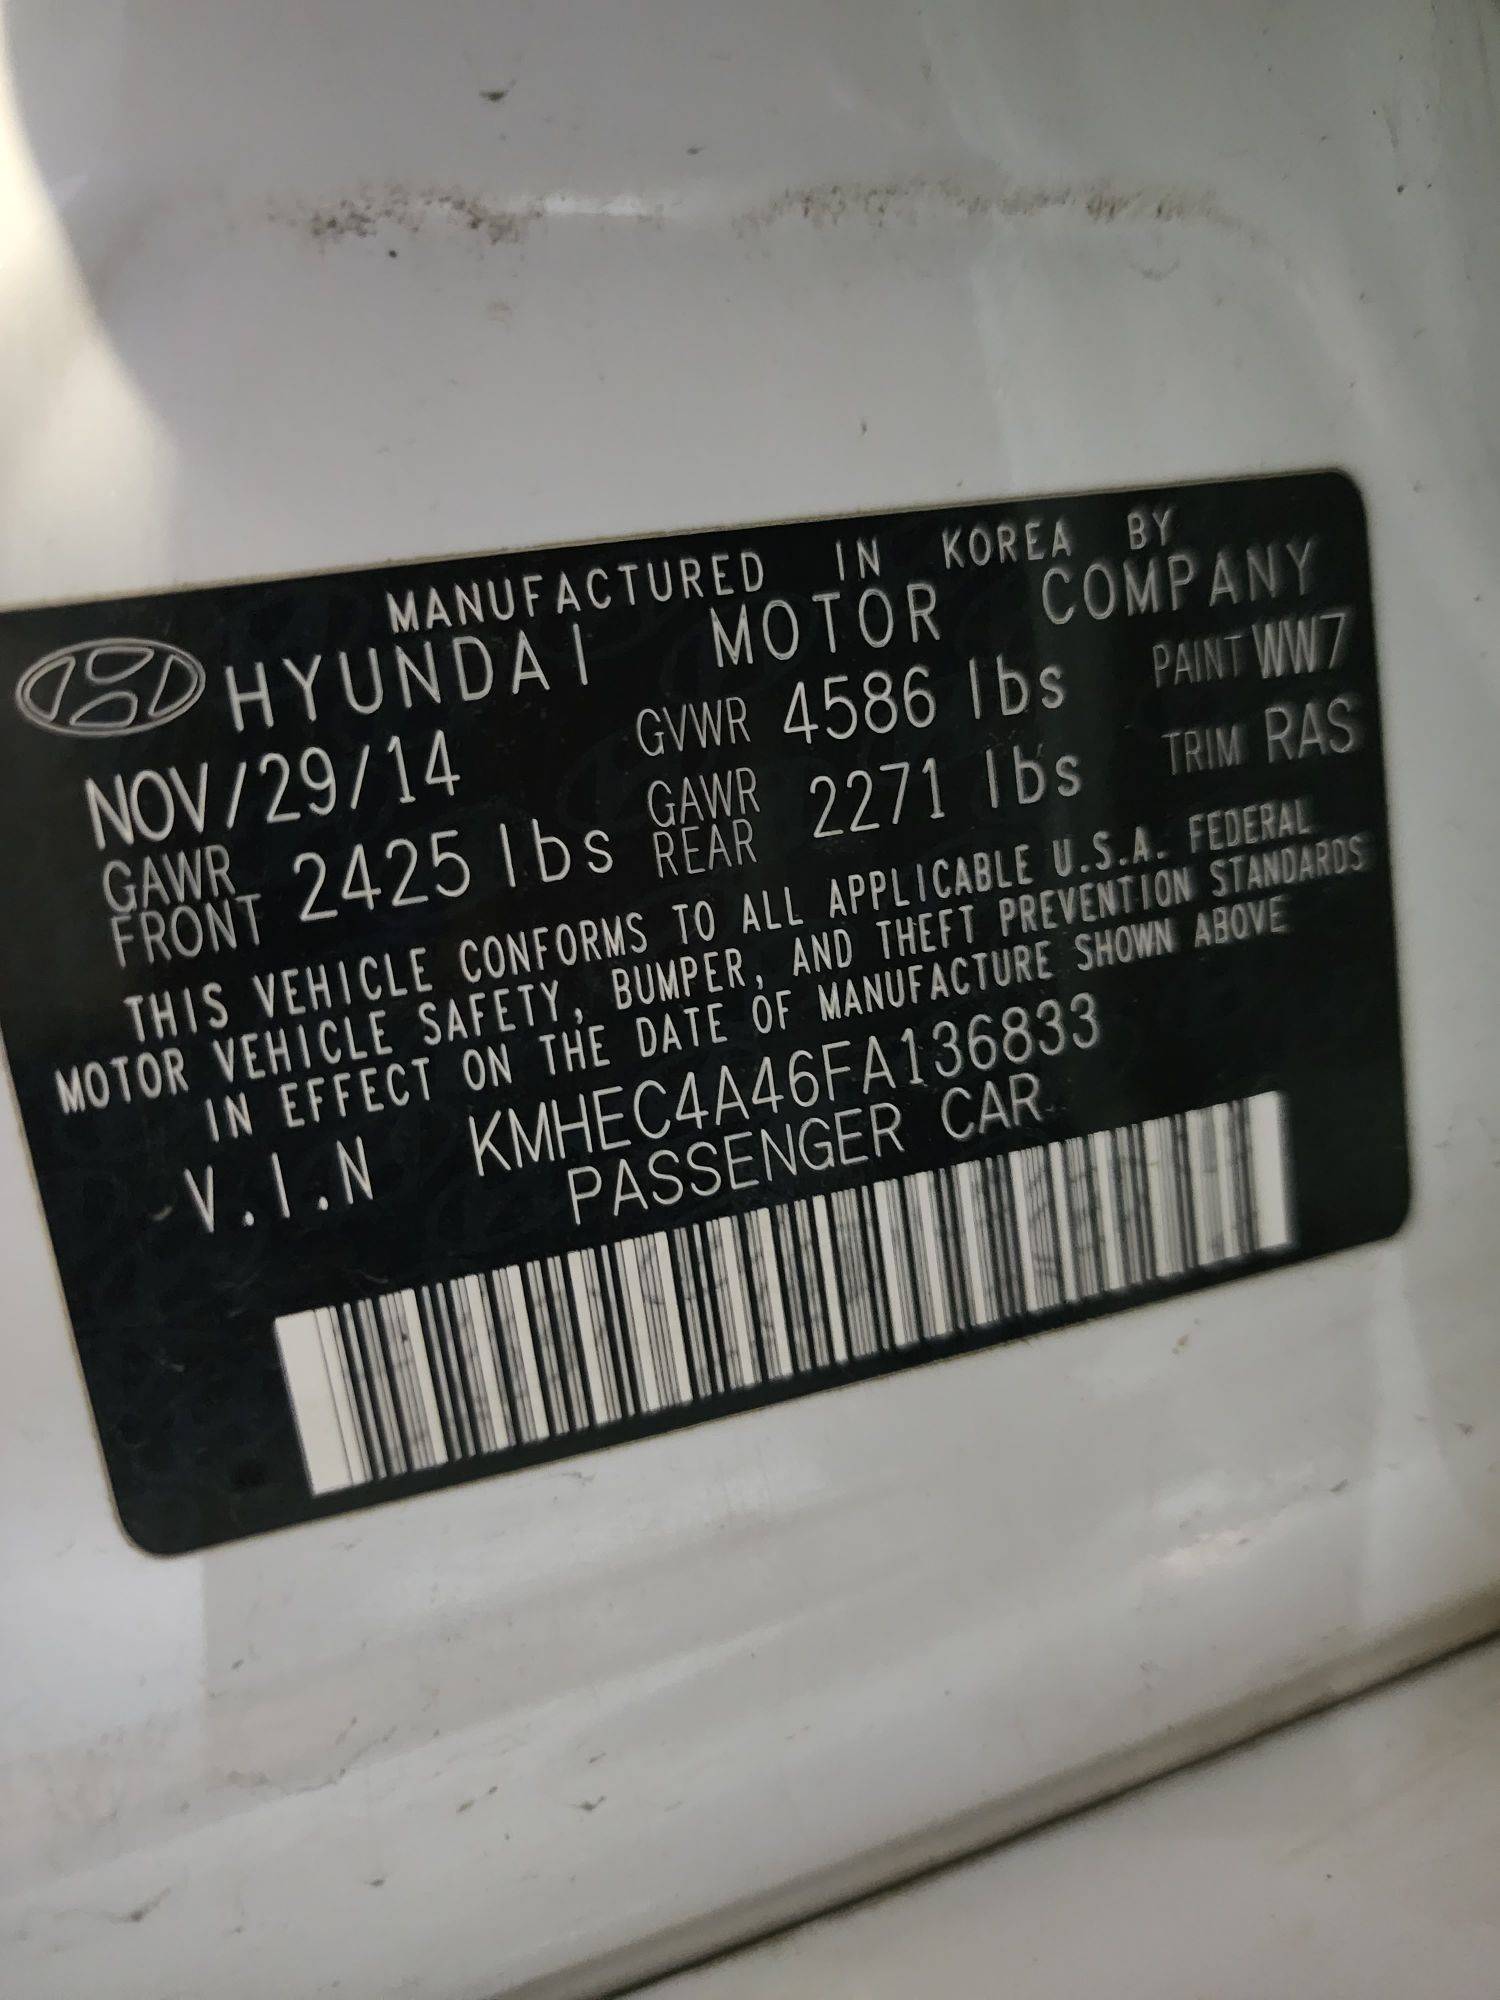 MANUFACTURED IN KOREA BY
HYUNDAI MOTOR COMPANY
NOV/29/14 GVWR 4586 lbs PAINT WW7
GAWR FRONT 2425 lbs GAWR REAR 2271 lbs TRIM RAS
THIS VEHICLE CONFORMS TO ALL APPLICABLE U.S.A. FEDERAL
MOTOR VEHICLE SAFETY, BUMPER, AND THEFT PREVENTION STANDARDS
IN EFFECT ON THE DATE OF MANUFACTURE SHOWN ABOVE
V.I.N KMHEC4A46FA136833
PASSENGER CAR